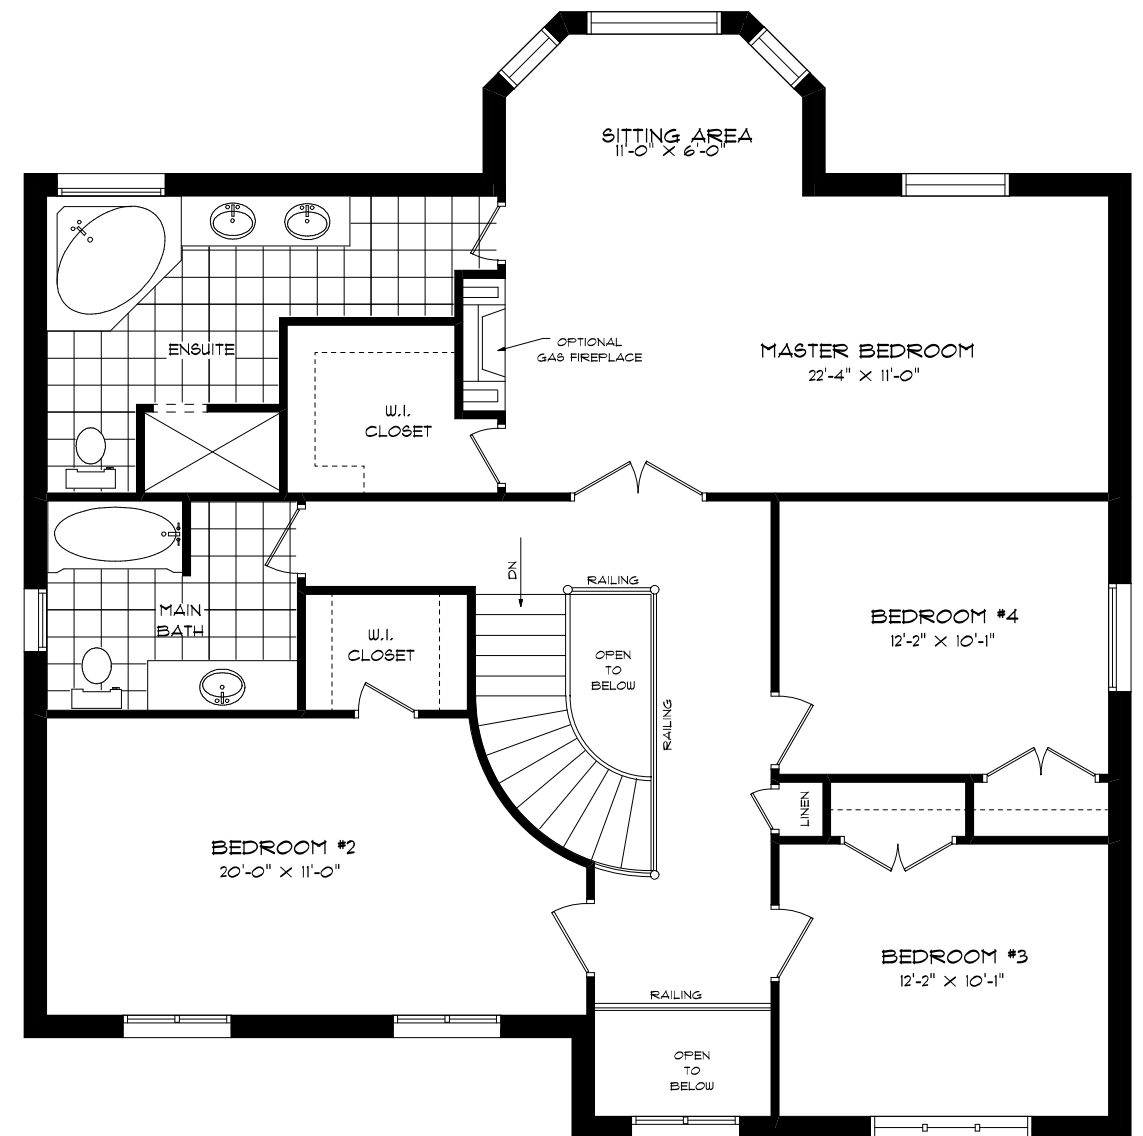 SITTING AREA
11'-0" X 6'-0"
ENSUITE
OPTIONAL
GAS FIREPLACE
MASTER BEDROOM
22'-4" X 11'-0"
W.I.
CLOSET
DN
RAILING
MAIN
BATH
W.I.
CLOSET
OPEN
TO
BELOW
RAILING
BEDROOM #4
12'-2" X 10'-1"
LINEN
BEDROOM #2
20'-0" X 11'-0"
BEDROOM #3
12'-2" X 10'-1"
RAILING
OPEN
TO
BELOW